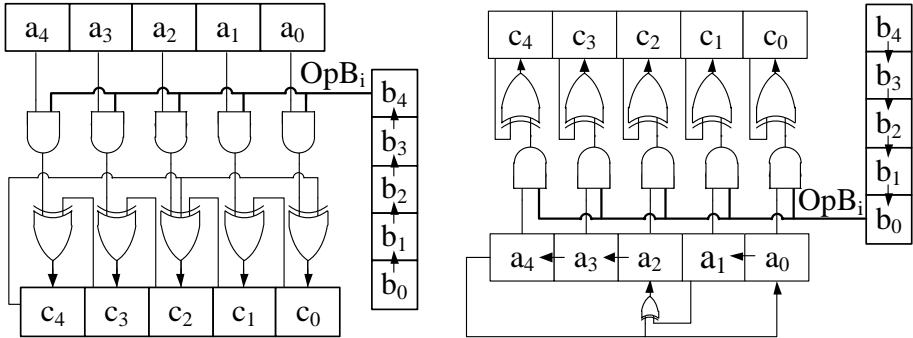 a₄ a₃ a₂ a₁ a₀
OpBᵢ
b₄
b₃
b₂
b₁
b₀
c₄ c₃ c₂ c₁ c₀
c₄ c₃ c₂ c₁ c₀
b₄
b₃
b₂
b₁
b₀
OpBᵢ
a₄ a₃ a₂ a₁ a₀